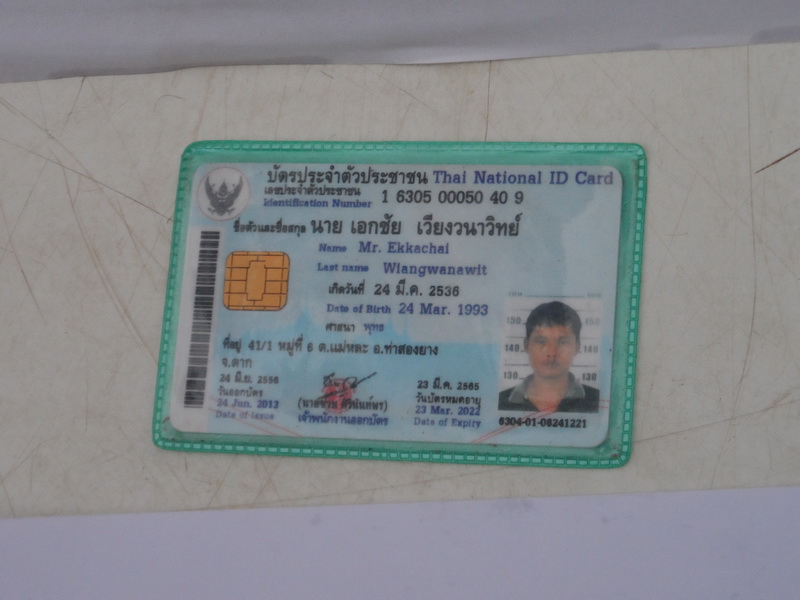 บัตรประจำตัวประชาชน Thai National ID Card
เลขประจำตัวประชาชน
Identification Number 1 6305 00050 40 9
ชื่อตัวและชื่อสกุล นาย เอกชัย เวียงวนาวิทย์
Name Mr. Ekkachai
Last name Wiangwanawit
เกิดวันที่ 24 มี.ค. 2536
Date of Birth 24 Mar. 1993
ศาสนา พุทธ
ที่อยู่ 41/1 หมู่ที่ 6 ต.แม่หละ อ.ท่าสองยาง
จ.ตาก
24 มิ.ย. 2556
วันออกบัตร
24 Jun. 2013
Date of Issue
เจ้าพนักงานออกบัตร
23 มี.ค. 2565
วันบัตรหมดอายุ
23 Mar. 2022
Date of Expiry
150 150
140 140
130 130
6304-01-06241221